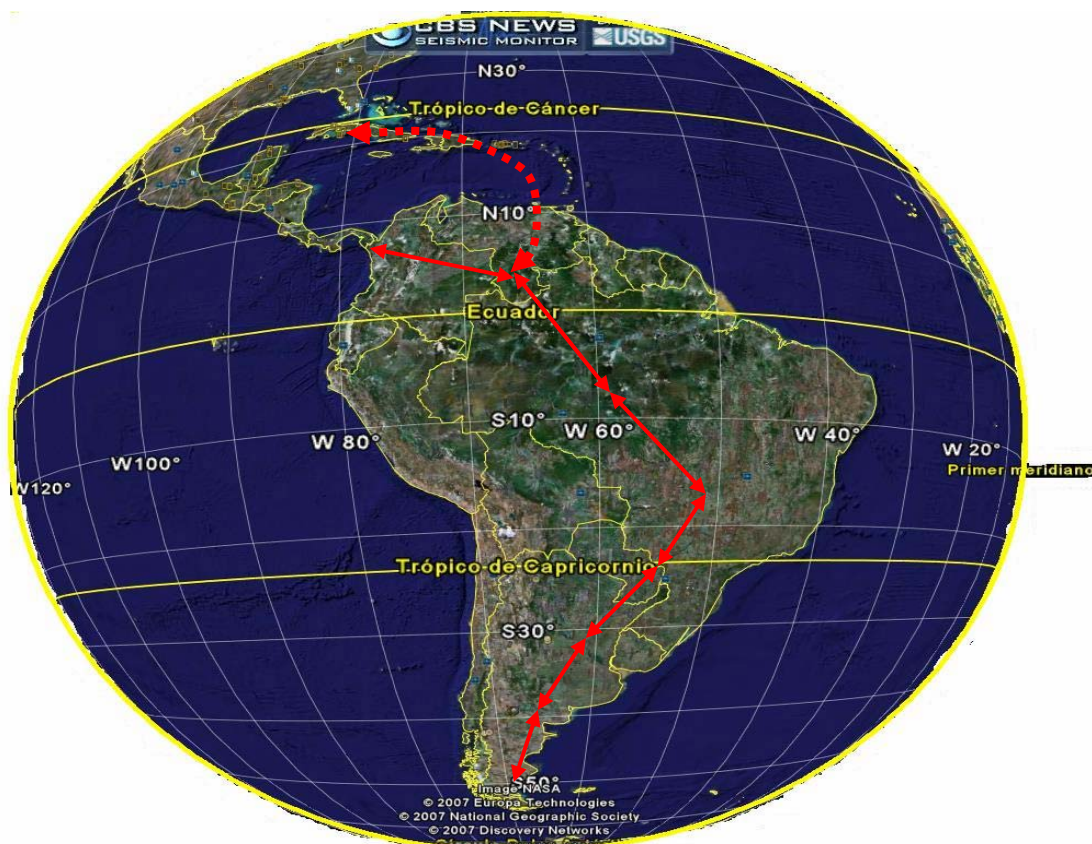 CBS NEWS
SEISMIC MONITOR
USGS
N30°
Trópico de Cáncer
N10°
Ecuador
S10°
W 60°
W 80°
W 40°
W 20°
W100°
Primer meridiano
W120°
Trópico de Capricornio
S30°
S50°
Image NASA
© 2007 Europa Technologies
© 2007 National Geographic Society
© 2007 Discovery Networks